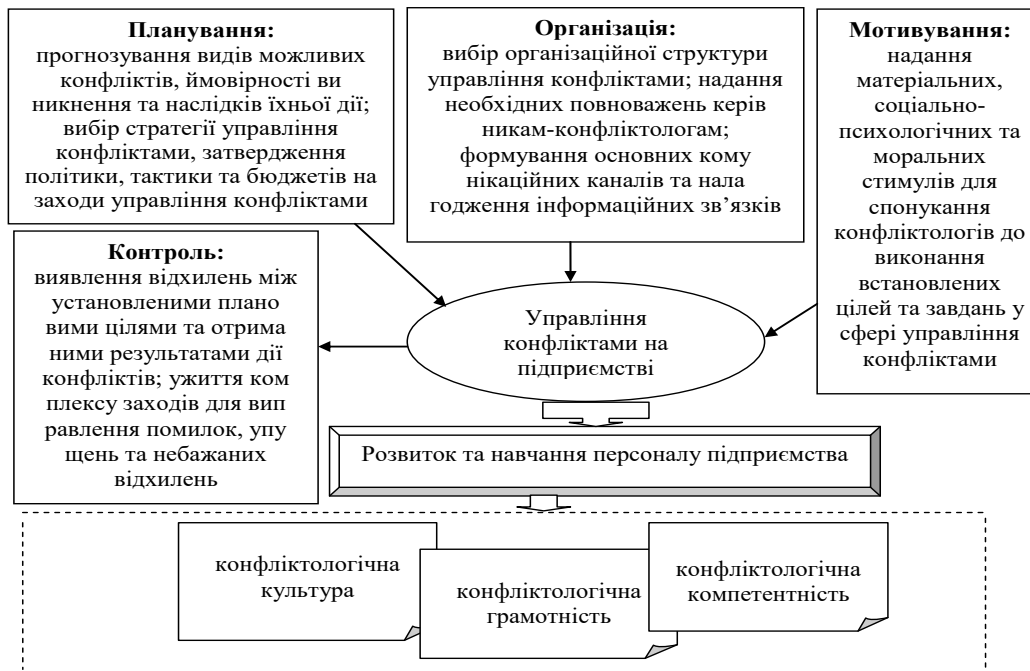 Планування:
прогнозування видів можливих
конфліктів, ймовірності ви
никнення та наслідків їхньої дії;
вибір стратегії управління
конфліктами, затвердження
політики, тактики та бюджетів на
заходи управління конфліктами
Організація:
вибір організаційної структури
управління конфліктами; надання
необхідних повноважень керів
никам-конфліктологам;
формування основних кому
нікаційних каналів та нала
годження інформаційних зв’язків
Мотивування:
надання
матеріальних,
соціально-
психологічних та
моральних
стимулів для
спонукання
конфліктологів до
виконання
встановлених
цілей та завдань у
сфері управління
конфліктами
Контроль:
виявлення відхилень між
установленими плано
вими цілями та отрима
ними результатами дії
конфліктів; ужиття ком
плексу заходів для вип
равлення помилок, упу
щень та небажаних
відхилень
Управління
конфліктами на
підприємстві
Розвиток та навчання персоналу підприємства
конфліктологічна
культура
конфліктологічна
грамотність
конфліктологічна
компетентність